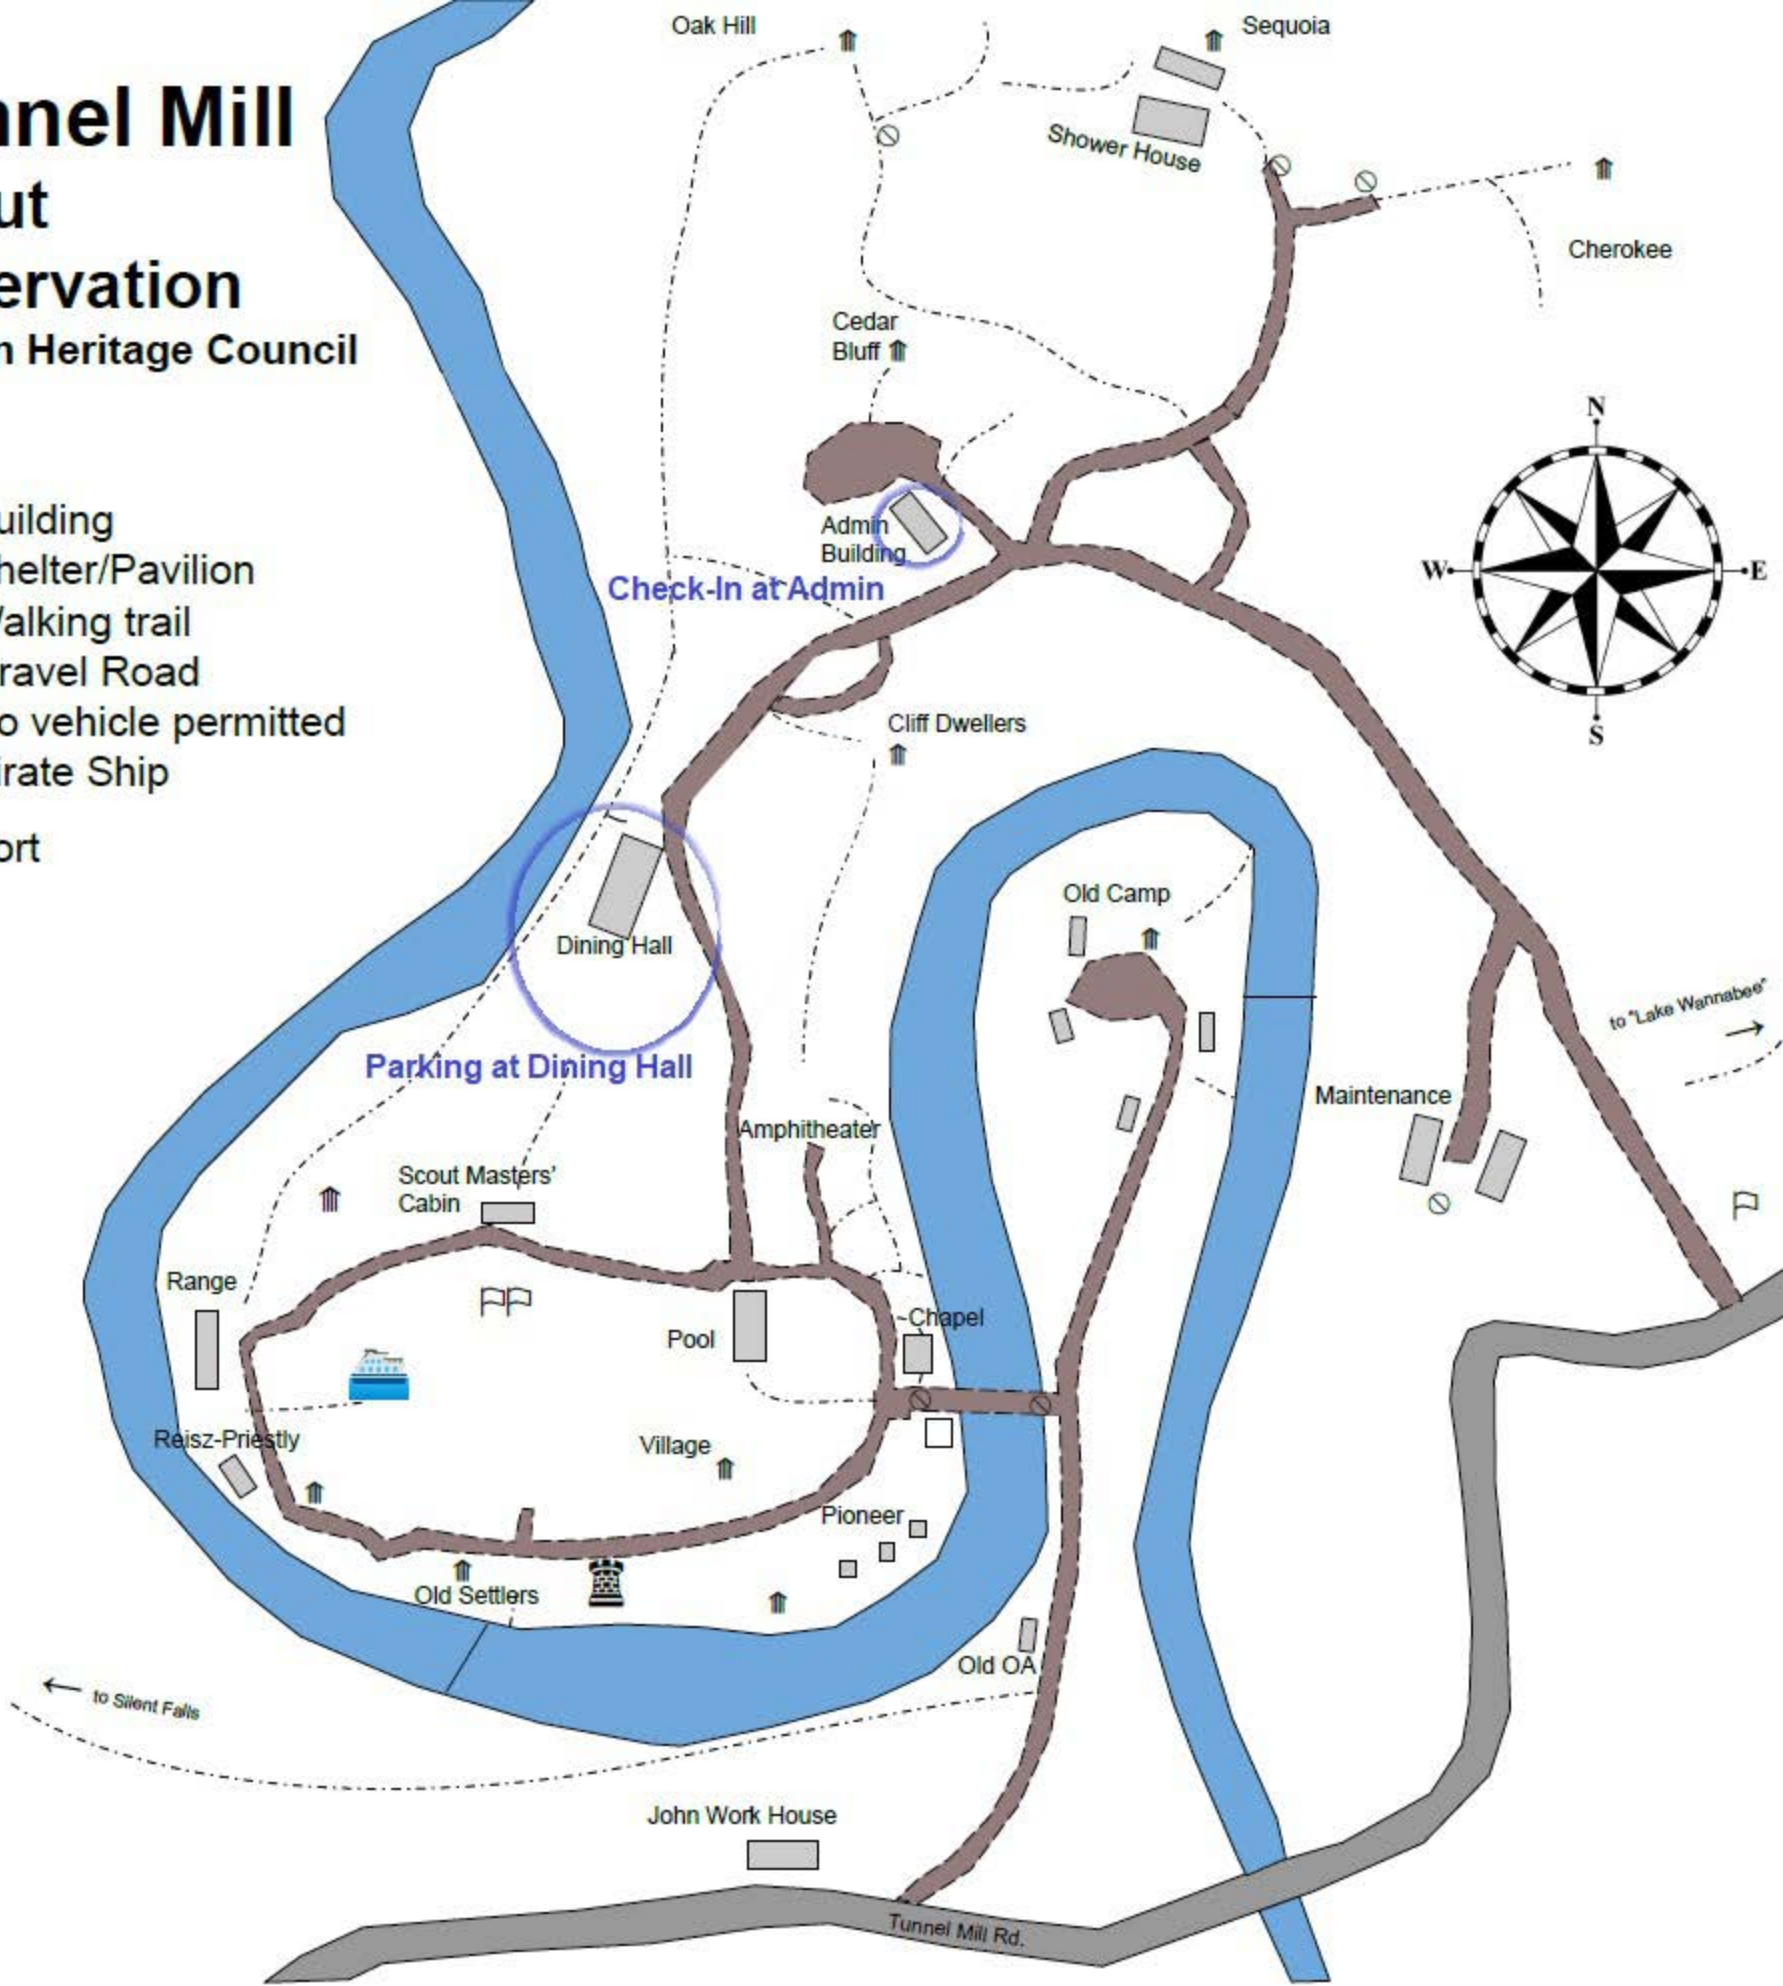 Oak Hill
Sequoia
nnel Mill
Shower House
ut
Cherokee
ervation
Cedar
Bluff
n Heritage Council
N
uilding
Admin
Building
W
E
helter/Pavilion
Check-In at Admin
alking trail
ravel Road
o vehicle permitted
Cliff Dwellers
S
irate Ship
ort
Old Camp
Dining Hall
to "Lake Wannabee"
Parking at Dining Hall
Maintenance
Amphitheater
Scout Masters'
Cabin
Range
Chapel
Pool
Reisz-Priestly
Village
Pioneer
Old Settlers
Old OA
to Silent Falls
John Work House
Tunnel Mill Rd.